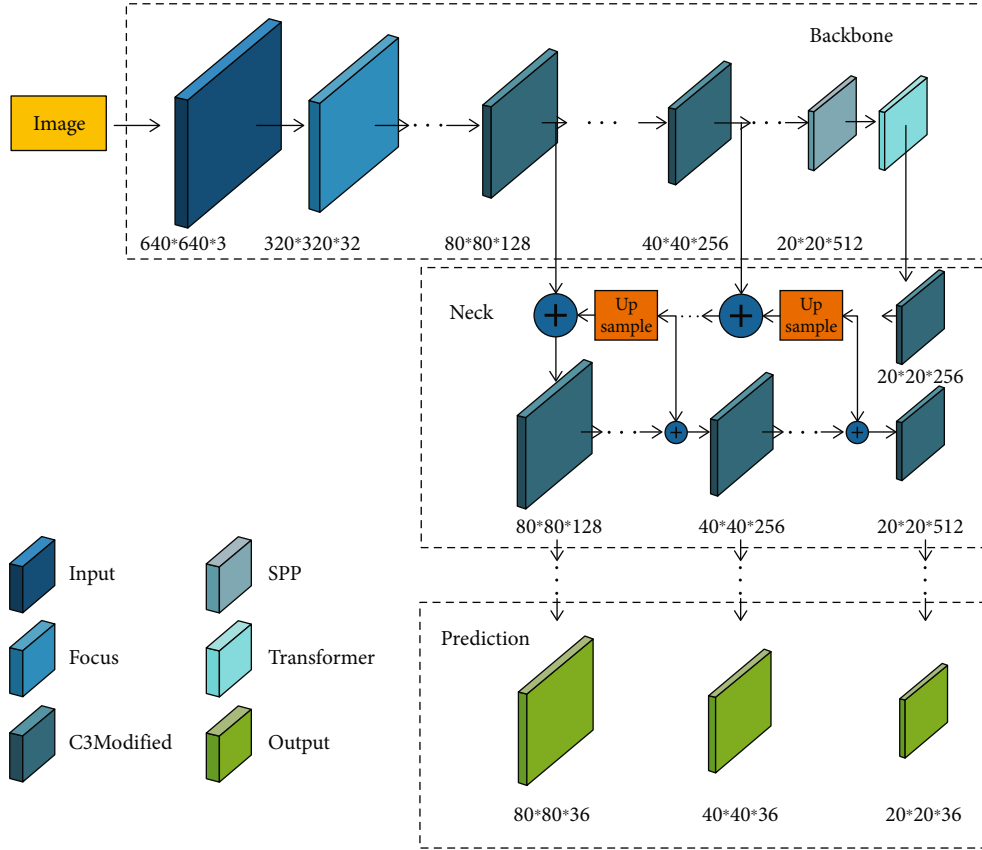 Backbone
Image
640*640*3
320*320*32
80*80*128
40*40*256
20*20*512
Neck
Up
sample
Up
sample
20*20*256
80*80*128
40*40*256
20*20*512
Input
SPP
Focus
Transformer
C3Modified
Output
Prediction
80*80*36
40*40*36
20*20*36